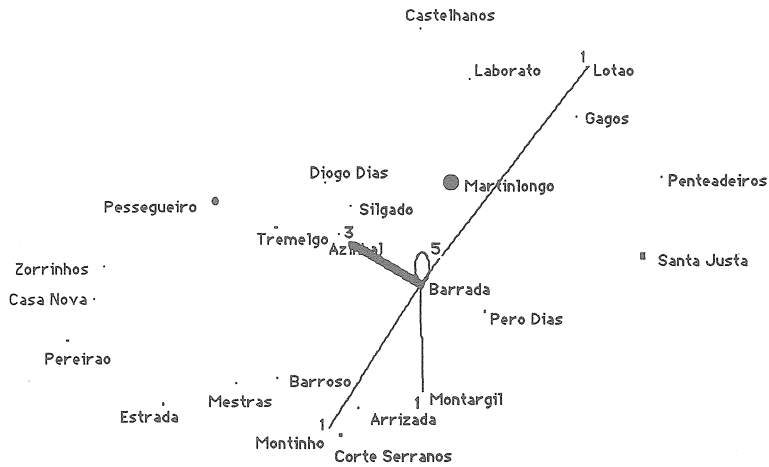 Castelhanos
1
Laborato
Lotao
Gagos
Diogo Dias
Martinlongo
Penteadeiros
Pessegueiro
Silgado
Tremelgo
3
5
Santa Justa
Zorrinhos
Barrada
Casa Nova
Pero Dias
Pereirao
Barroso
Mestras
1
Montargil
Estrada
Arrizada
1
Montinho
Corte Serranos